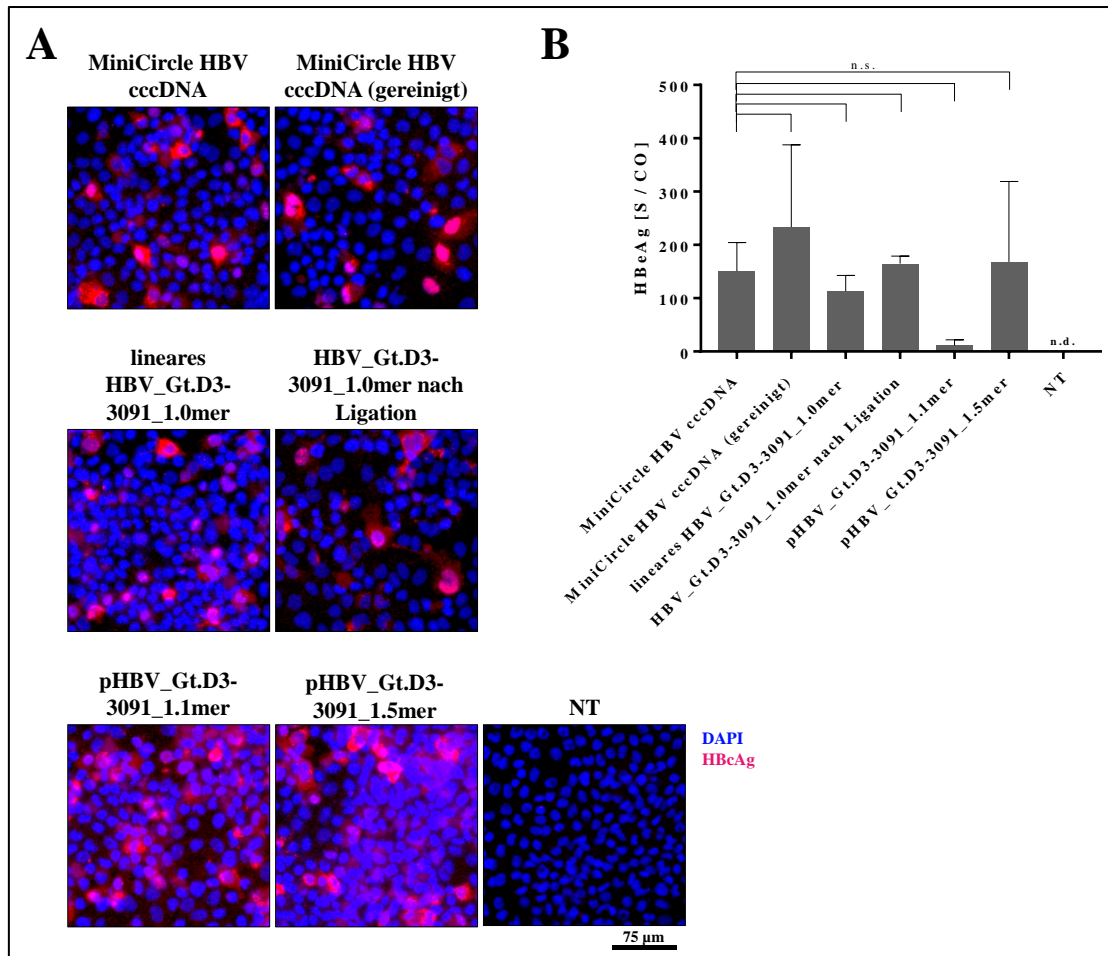 A
MiniCircle HBV
cccDNA
MiniCircle HBV
cccDNA (gereinigt)
lineares
HBV_Gt.D3-
3091_1.0mer
HBV_Gt.D3-
3091_1.0mer nach
Ligation
pHBV_Gt.D3-
3091_1.1mer
pHBV_Gt.D3-
3091_1.5mer
NT
DAPI
HBcAg
75 µm
B
n.s.
HBeAg [S / CO]
500
400
300
200
100
0
n.d.
MiniCircle HBV cccDNA
MiniCircle HBV cccDNA (gereinigt)
lineares HBV_Gt.D3-3091_1.0mer
HBV_Gt.D3-3091_1.0mer nach Ligation
pHBV_Gt.D3-3091_1.1mer
pHBV_Gt.D3-3091_1.5mer
NT